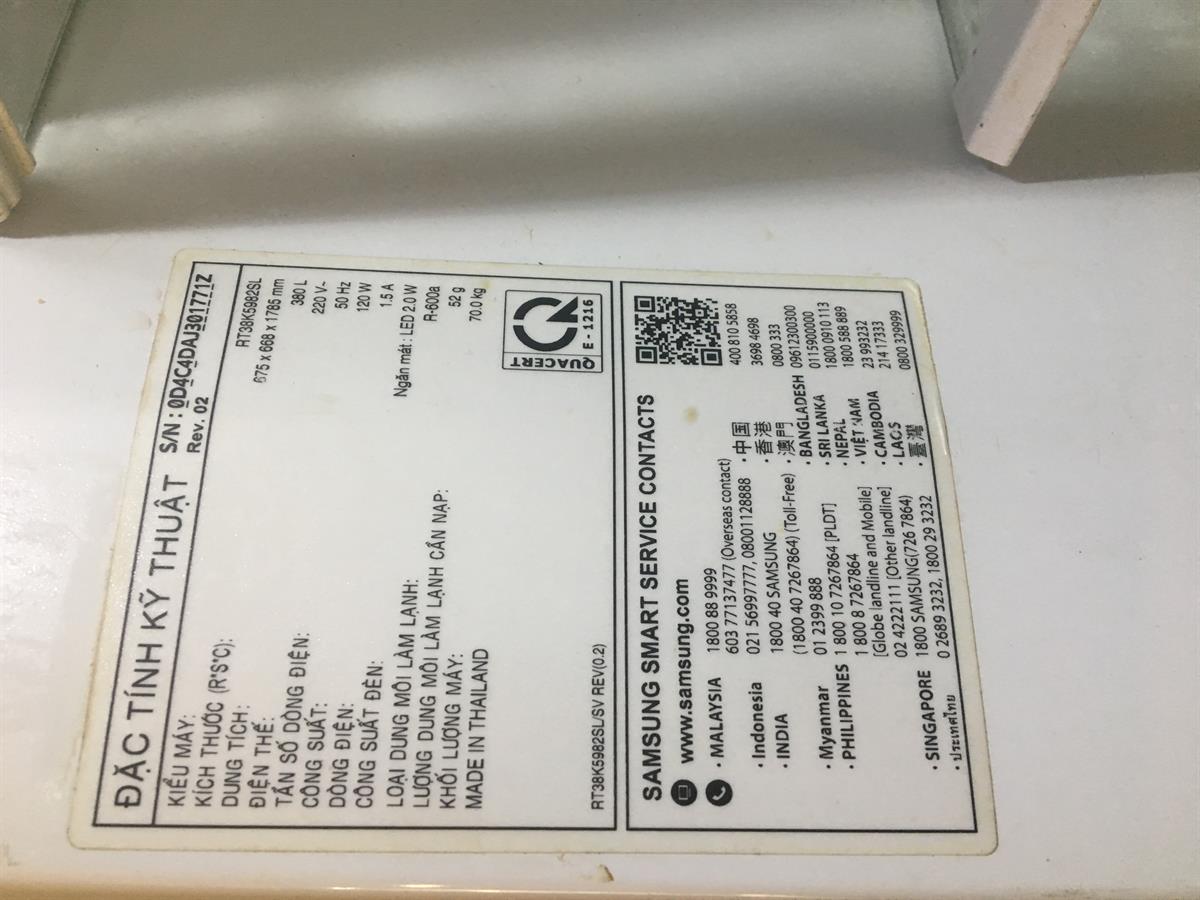 ĐẶC TÍNH KỸ THUẬT S/N : 0D4C4DAJ301771Z
Rev. 02
KIỂU MÁY: RT38K5982SL
KÍCH THƯỚC (R*S*C): 675 x 668 x 1785 mm
DUNG TÍCH: 380 L
ĐIỆN THẾ: 220 V~
TẦN SỐ DÒNG ĐIỆN: 50 Hz
CÔNG SUẤT: 120 W
DÒNG ĐIỆN: 1.5 A
CÔNG SUẤT ĐÈN: Ngăn mát : LED 2.0 W
LOẠI DUNG MÔI LÀM LẠNH: R-600a
LƯỢNG DUNG MÔI LÀM LẠNH CẦN NẠP: 52 g
KHỐI LƯỢNG MÁY: 70.0 kg
MADE IN THAILAND
QUACERT
E - 1216
RT38K5982SL/SV REV(0.2)
SAMSUNG SMART SERVICE CONTACTS
www.samsung.com
· MALAYSIA 1800 88 9999
603 77137477 (Overseas contact)
· Indonesia 021 56997777, 08001128888
· INDIA 1800 40 SAMSUNG
(1800 40 7267864) (Toll-Free)
· Myanmar 01 2399 888
· PHILIPPINES 1 800 10 7267864 [PLDT]
1 800 8 7267864
[Globe landline and Mobile]
02 4222111 [Other landline]
· SINGAPORE 1800 SAMSUNG(726 7864)
· ประเทศไทย 0 2689 3232, 1800 29 3232
· 中国 400 810 5858
· 香港 3698 4698
· 澳門 0800 333
· BANGLADESH 09612300300
· SRI LANKA 0115900000
· NEPAL 1800 0910 113
· VIỆT NAM 1800 588 889
· CAMBODIA 23 993232
· LAOS 214 17333
· 臺灣 0800 329999